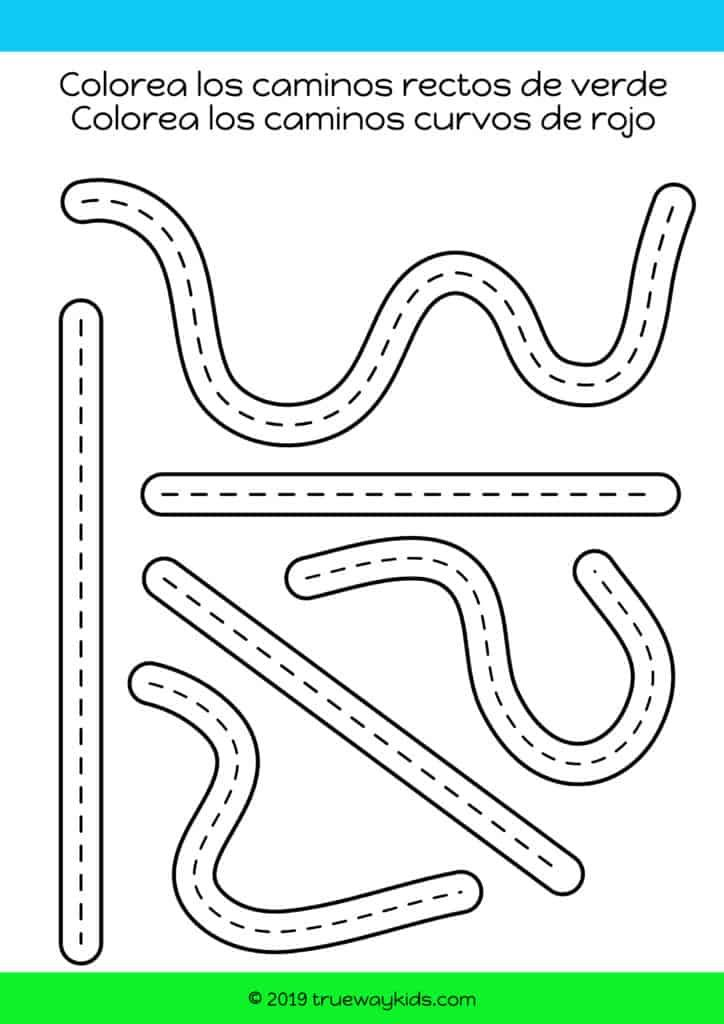 Colorea los caminos rectos de verde
Colorea los caminos curvos de rojo
© 2019 truewaykids.com